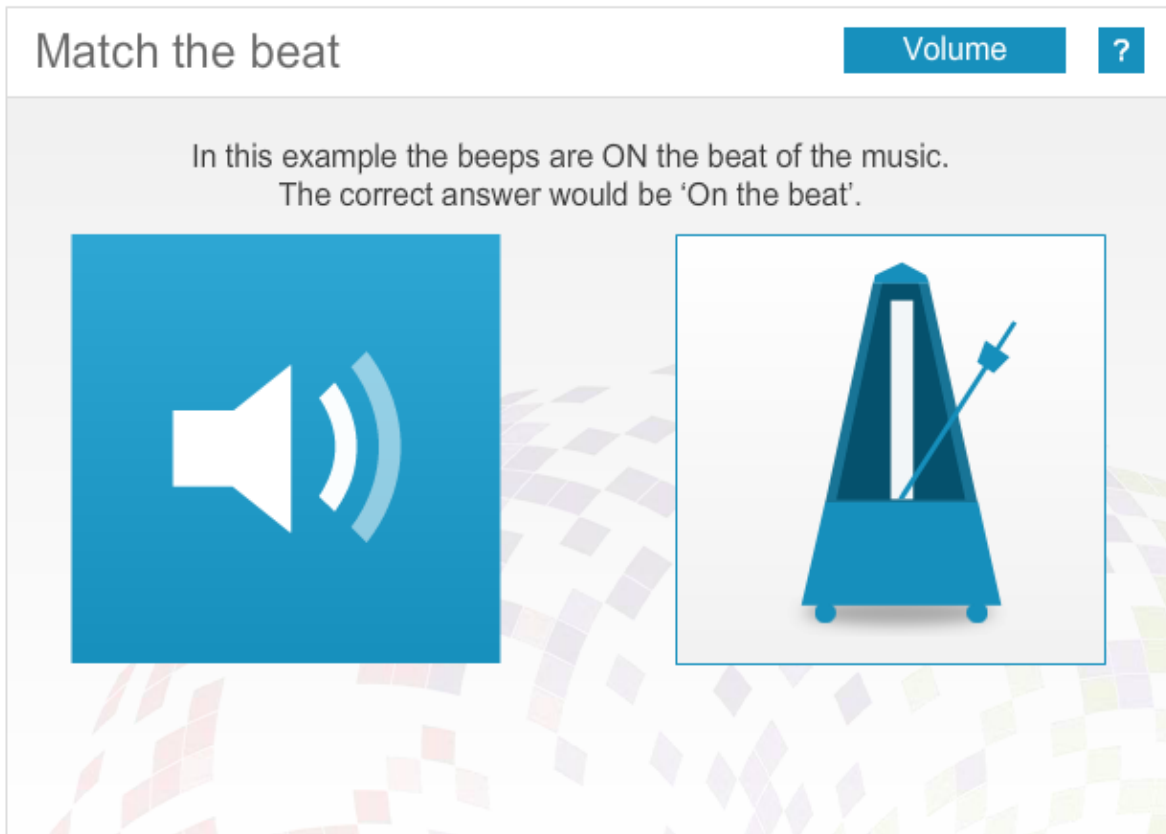 Match the beat
Volume
?
In this example the beeps are ON the beat of the music.
The correct answer would be ‘On the beat’.